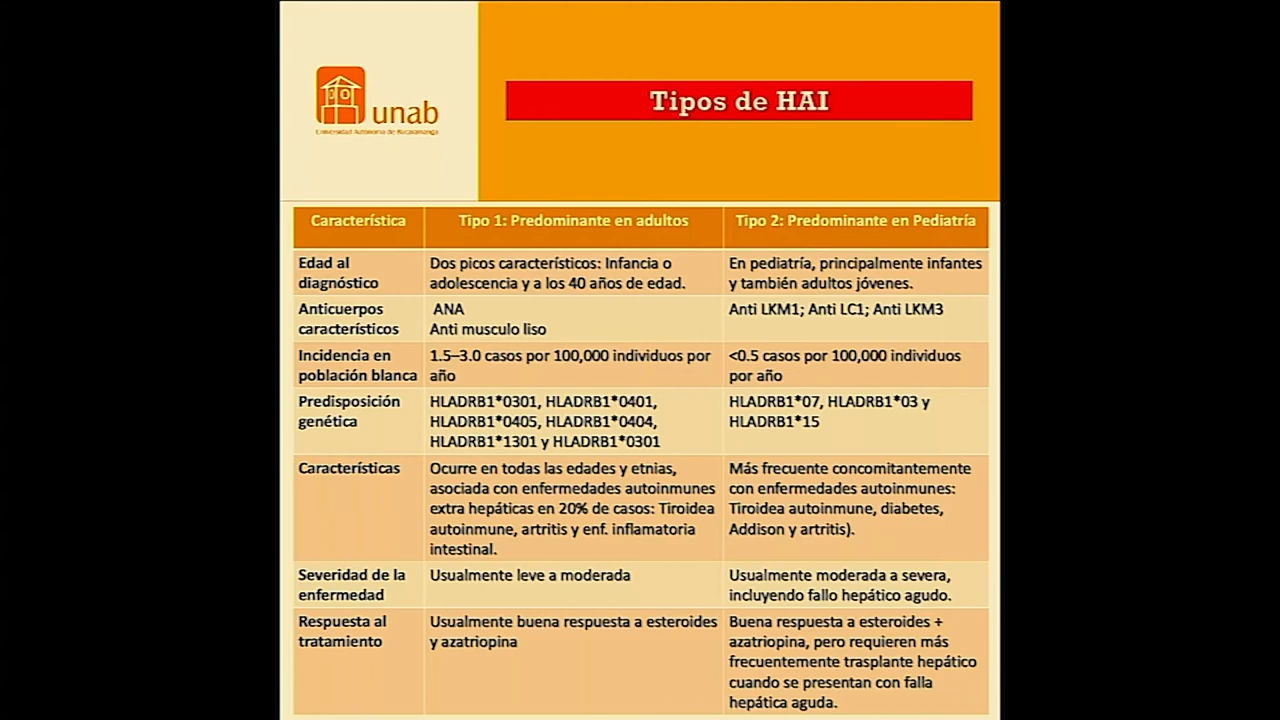 unab
Universidad Autónoma de Bucaramanga
Tipos de HAI
Característica
Tipo 1: Predominante en adultos
Tipo 2: Predominante en Pediatría
Edad al
diagnóstico
Dos picos característicos: Infancia o
adolescencia y a los 40 años de edad.
En pediatría, principalmente infantes
y también adultos jóvenes.
Anticuerpos
característicos
ANA
Anti musculo liso
Anti LKM1; Anti LC1; Anti LKM3
Incidencia en
población blanca
1.5–3.0 casos por 100,000 individuos por
año
<0.5 casos por 100,000 individuos
por año
Predisposición
genética
HLADRB1*0301, HLADRB1*0401,
HLADRB1*0405, HLADRB1*0404,
HLADRB1*1301 y HLADRB1*0301
HLADRB1*07, HLADRB1*03 y
HLADRB1*15
Características
Ocurre en todas las edades y etnias,
asociada con enfermedades autoinmunes
extra hepáticas en 20% de casos: Tiroidea
autoinmune, artritis y enf. inflamatoria
intestinal.
Más frecuente concomitantemente
con enfermedades autoinmunes:
Tiroidea autoinmune, diabetes,
Addison y artritis).
Severidad de la
enfermedad
Usualmente leve a moderada
Usualmente moderada a severa,
incluyendo fallo hepático agudo.
Respuesta al
tratamiento
Usualmente buena respuesta a esteroides
y azatriopina
Buena respuesta a esteroides +
azatriopina, pero requieren más
frecuentemente trasplante hepático
cuando se presentan con falla
hepática aguda.